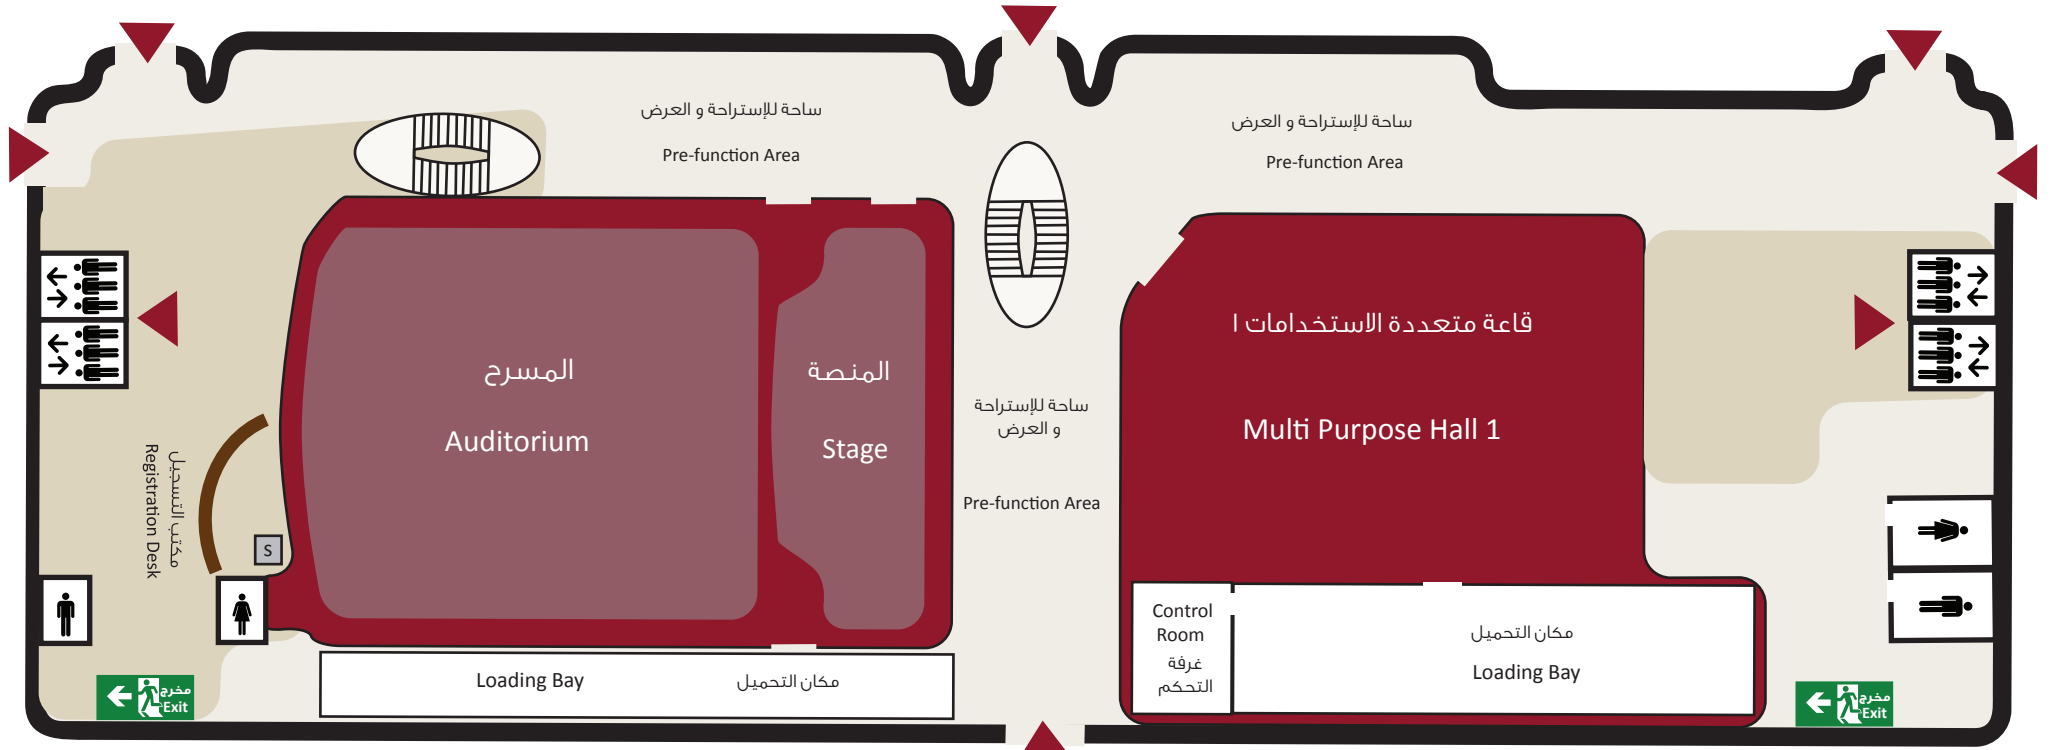 ساحة للإستراحة و العرض
Pre-function Area
ساحة للإستراحة و العرض
Pre-function Area
المسرح
Auditorium
المنصة
Stage
ساحة للإستراحة
و العرض
Pre-function Area
قاعة متعددة الاستخدامات ١
Multi Purpose Hall 1
مكتب التسجيل
Registration Desk
S
Control
Room
غرفة
التحكم
مكان التحميل
Loading Bay
Loading Bay
مكان التحميل
مخرج
Exit
مخرج
Exit